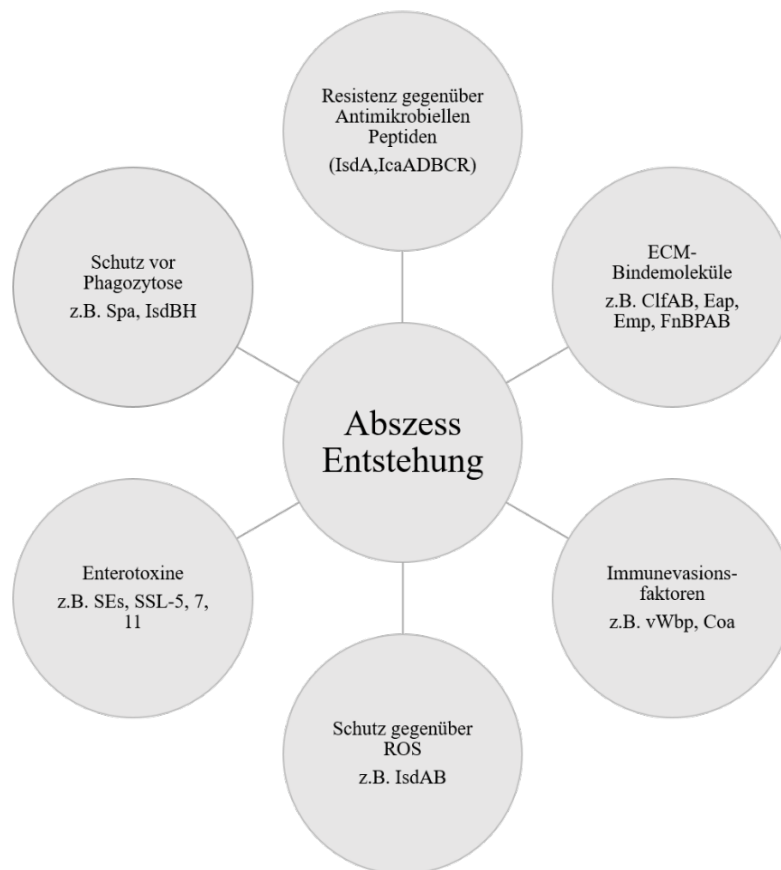 Resistenz gegenüber
Antimikrobiellen
Peptiden
(IsdA,IcaADBCR)
ECM-
Bindemoleküle
z.B. ClfAB, Eap,
Emp, FnBPAB
Immunevasions-
faktoren
z.B. vWbp, Coa
Schutz gegenüber
ROS
z.B. IsdAB
Enterotoxine
z.B. SEs, SSL-5, 7,
11
Schutz vor
Phagozytose
z.B. Spa, IsdBH
Abszess
Entstehung